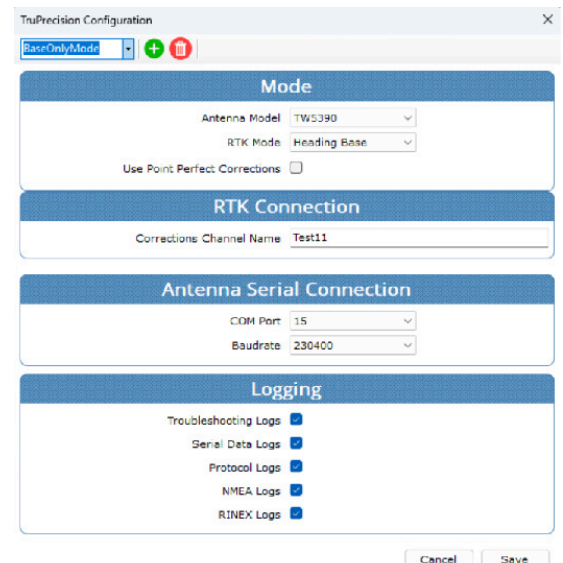 TruPrecision Configuration
BaseOnlyMode
Mode
Antenna Model TW5390
RTK Mode Heading Base
Use Point Perfect Corrections
RTK Connection
Corrections Channel Name Test11
Antenna Serial Connection
COM Port 15
Baudrate 230400
Logging
Troubleshooting Logs
Serial Data Logs
Protocol Logs
NMEA Logs
RINEX Logs
Cancel Save